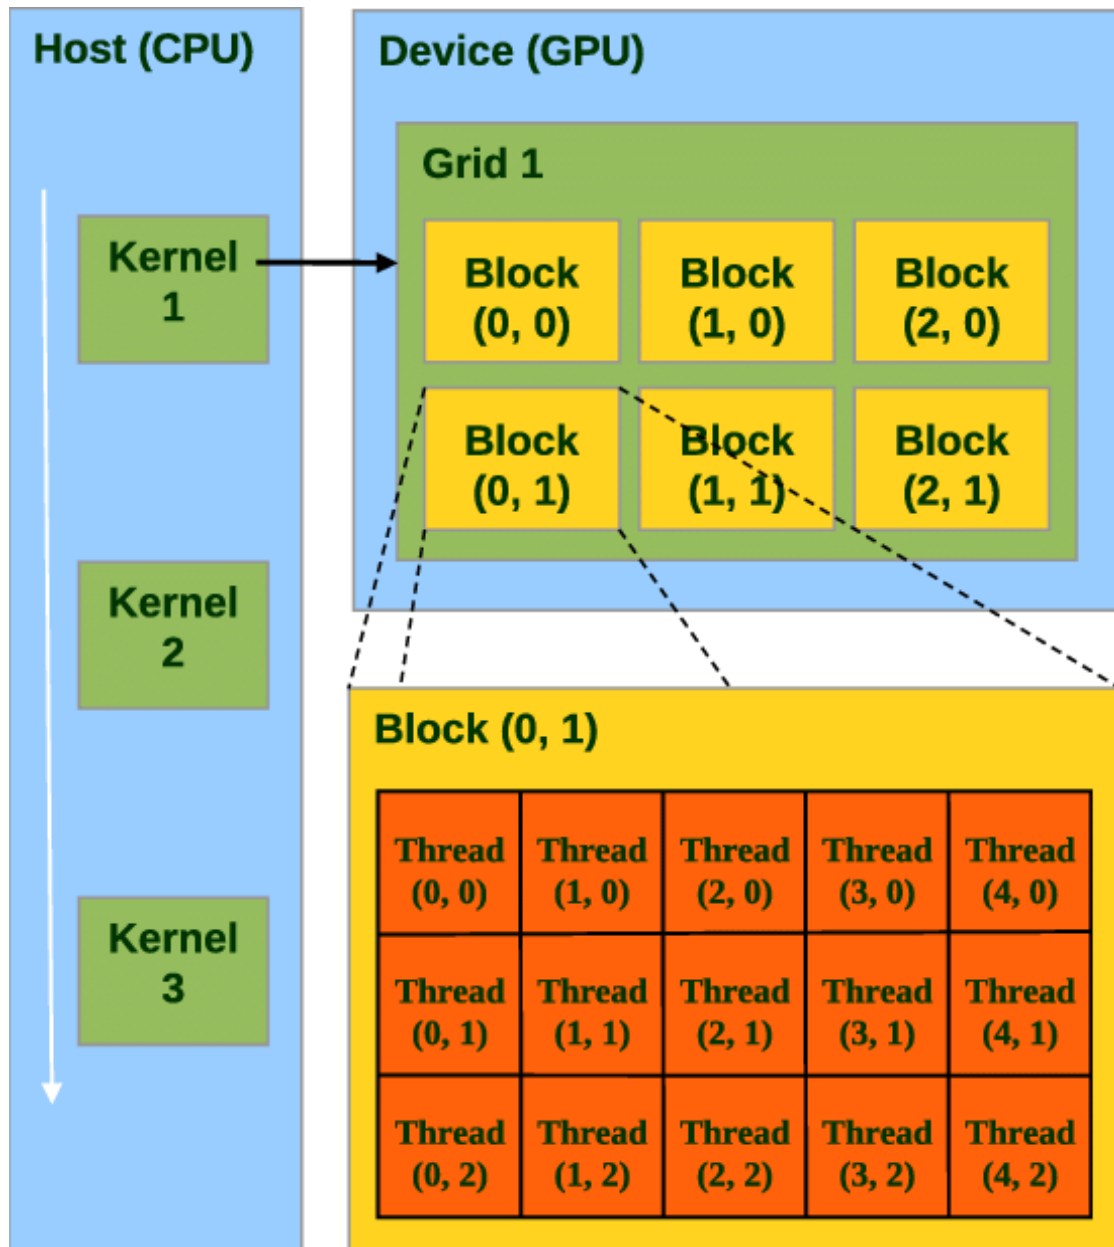 Host (CPU)
Kernel
1
Kernel
2
Kernel
3
Device (GPU)
Grid 1
Block
(0, 0)
Block
(1, 0)
Block
(2, 0)
Block
(0, 1)
Block
(1, 1)
Block
(2, 1)
Block (0, 1)
Thread
(0, 0)
Thread
(1, 0)
Thread
(2, 0)
Thread
(3, 0)
Thread
(4, 0)
Thread
(0, 1)
Thread
(1, 1)
Thread
(2, 1)
Thread
(3, 1)
Thread
(4, 1)
Thread
(0, 2)
Thread
(1, 2)
Thread
(2, 2)
Thread
(3, 2)
Thread
(4, 2)